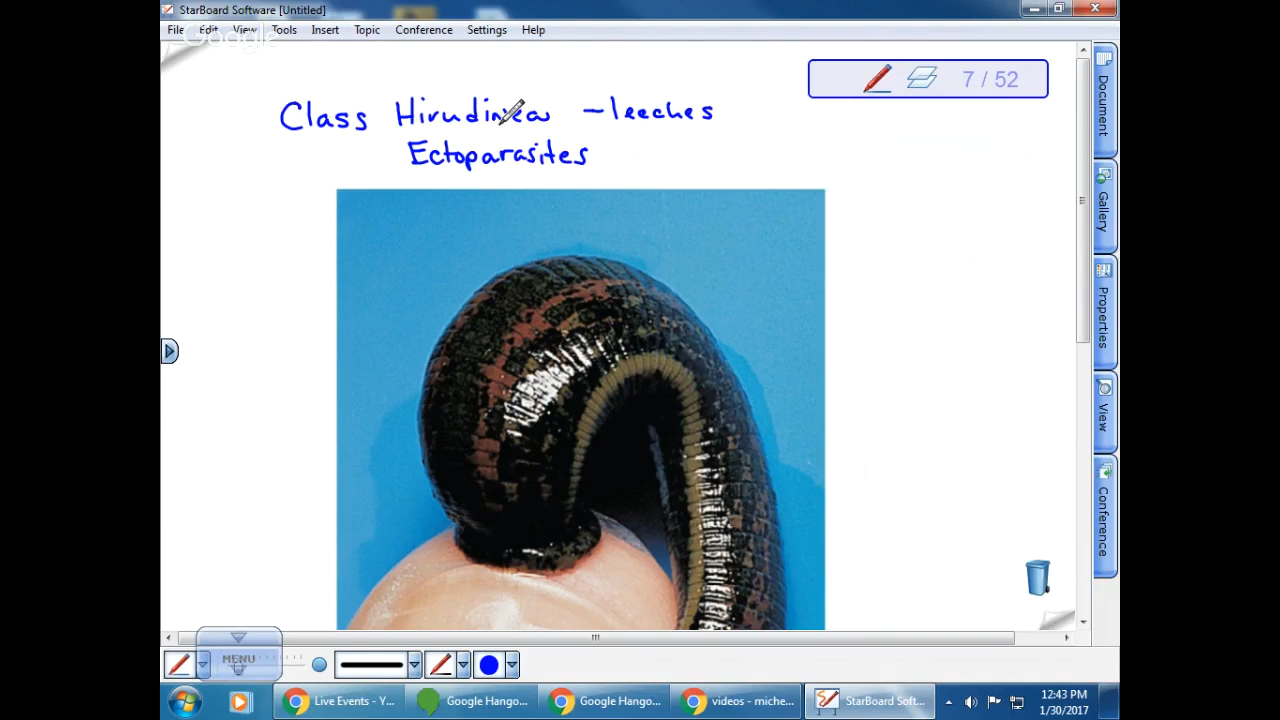 StarBoard Software [Untitled]
File Edit View Tools Insert Topic Conference Settings Help
Google
7 / 52
Class Hirudinea - leeches
Ectoparasites
Document
Gallery
Properties
View
Conference
MENU
Live Events - Y...
Google Hango...
Google Hango...
videos - miche...
StarBoard Soft...
12:43 PM
1/30/2017